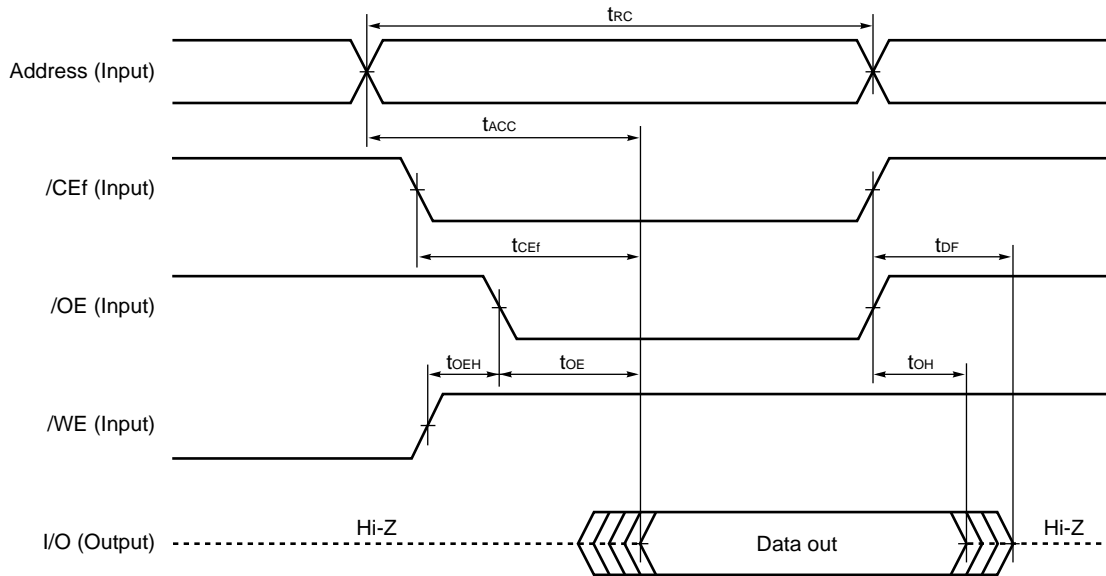 tRC
Address (Input)
tACC
/CEf (Input)
tCEf
tDF
/OE (Input)
tOEH
tOE
tOH
/WE (Input)
Hi-Z
Hi-Z
I/O (Output)
Data out